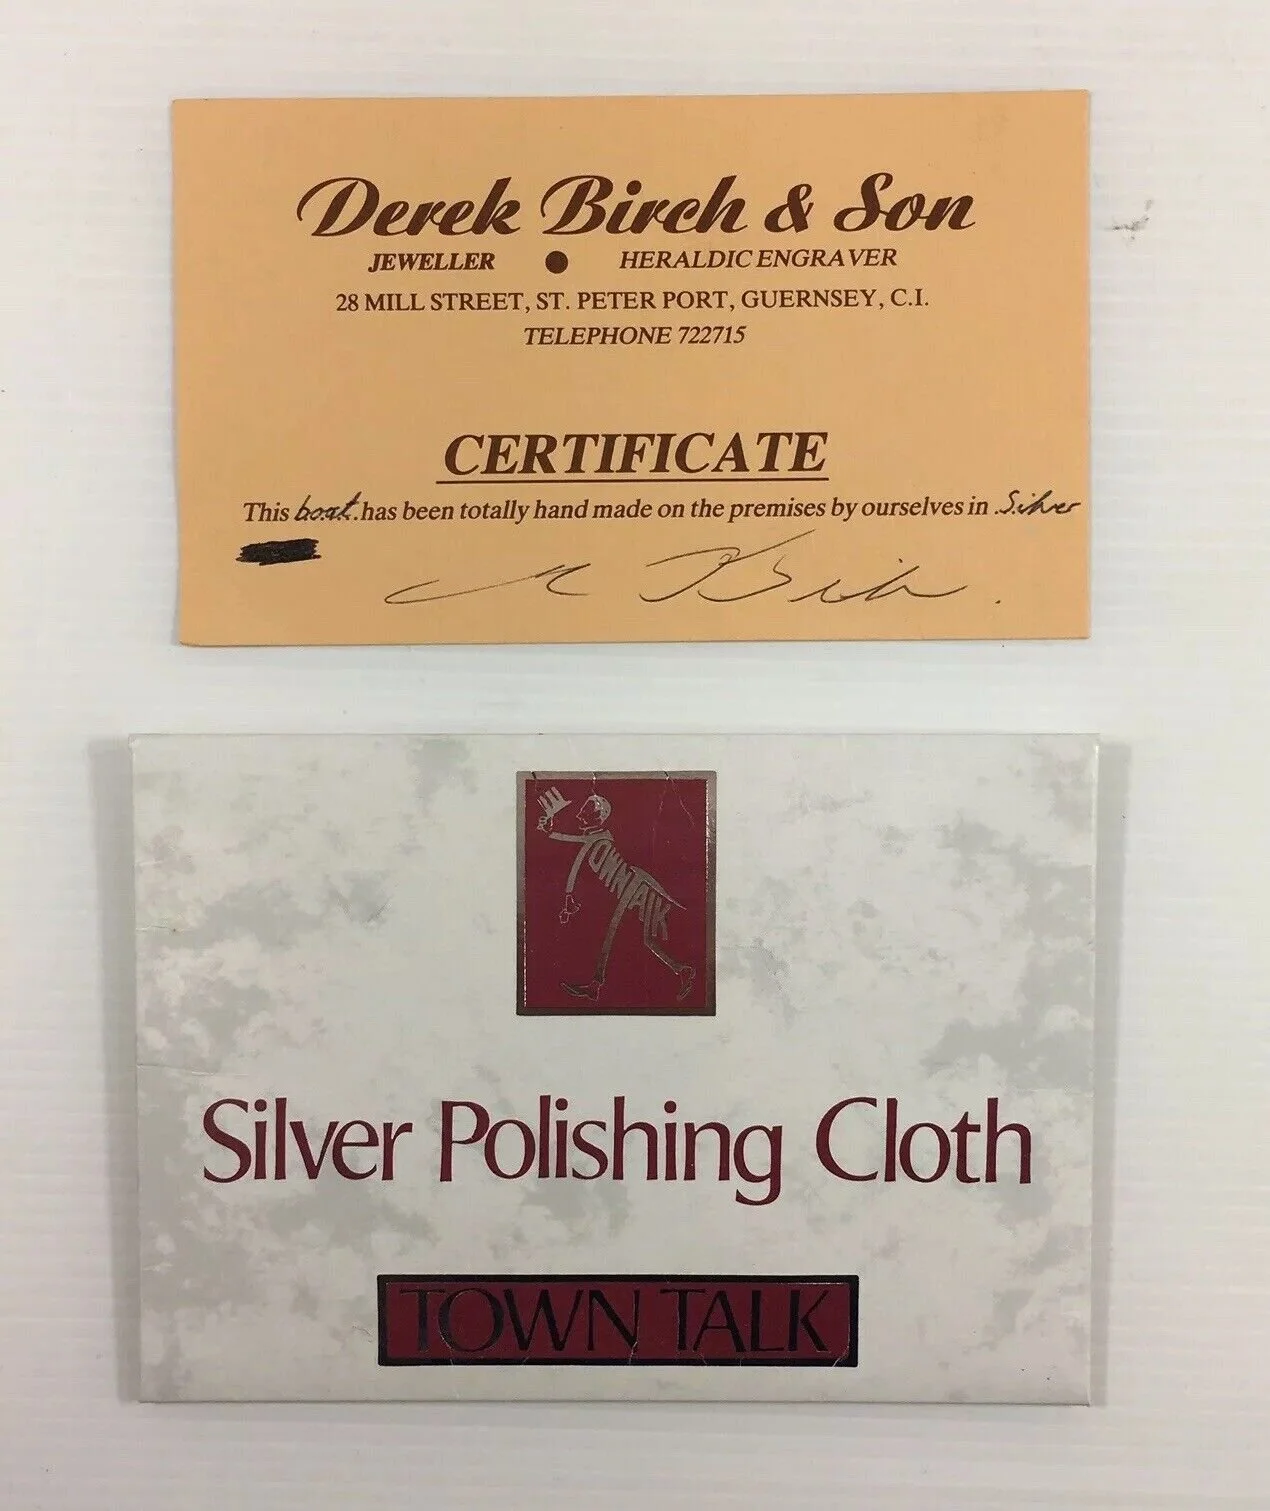 Derek Birch & Son
JEWELLER ● HERALDIC ENGRAVER
28 MILL STREET, ST. PETER PORT, GUERNSEY, C.I.
TELEPHONE 722715
CERTIFICATE
This boat has been totally hand made on the premises by ourselves in Silver
Birch
TOWN TALK
Silver Polishing Cloth
TOWN TALK